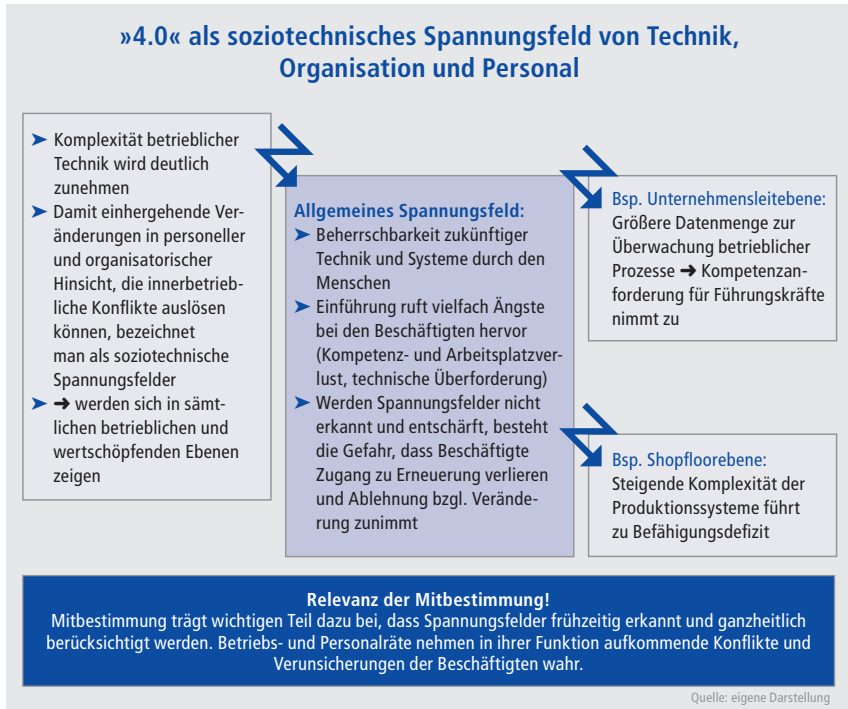 »4.0« als soziotechnisches Spannungsfeld von Technik,
Organisation und Personal
➤ Komplexität betrieblicher
Technik wird deutlich
zunehmen
➤ Damit einhergehende Ver-
änderungen in personeller
und organisatorischer
Hinsicht, die innerbetrieb-
liche Konflikte auslösen
können, bezeichnet
man als soziotechnische
Spannungsfelder
➤ ➜ werden sich in sämt-
lichen betrieblichen und
wertschöpfenden Ebenen
zeigen
Allgemeines Spannungsfeld:
➤ Beherrschbarkeit zukünftiger
Technik und Systeme durch den
Menschen
➤ Einführung ruft vielfach Ängste
bei den Beschäftigten hervor
(Kompetenz- und Arbeitsplatzver-
lust, technische Überforderung)
➤ Werden Spannungsfelder nicht
erkannt und entschärft, besteht
die Gefahr, dass Beschäftigte
Zugang zu Erneuerung verlieren
und Ablehnung bzgl. Verände-
rung zunimmt
Bsp. Unternehmensleitebene:
Größere Datenmenge zur
Überwachung betrieblicher
Prozesse ➜ Kompetenzan-
forderung für Führungskräfte
nimmt zu
Bsp. Shopfloorebene:
Steigende Komplexität der
Produktionssysteme führt
zu Befähigungsdefizit
Relevanz der Mitbestimmung!
Mitbestimmung trägt wichtigen Teil dazu bei, dass Spannungsfelder frühzeitig erkannt und ganzheitlich
berücksichtigt werden. Betriebs- und Personalräte nehmen in ihrer Funktion aufkommende Konflikte und
Verunsicherungen der Beschäftigten wahr.
Quelle: eigene Darstellung